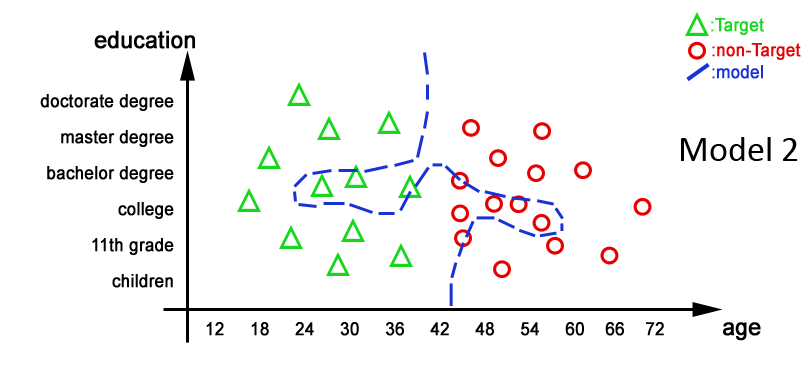 :Target
education
:non-Target
:model
doctorate degree
master degree
Model 2
bachelor degree
college
11th grade
children
12 18 24 30 36 42 48 54 60 66 72 age